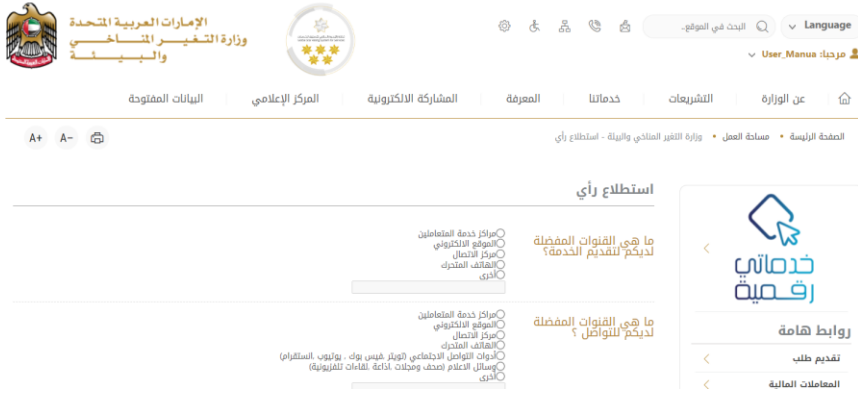 الإمارات العربية المتحدة
وزارة التغيير المناخي
والبيئة
البحث في الموقع..
Language
مرحبا: User_Manua
عن الوزارة
التشريعات
خدماتنا
المعرفة
المشاركة الالكترونية
المركز الإعلامي
البيانات المفتوحة
الصفحة الرئيسة • مساحة العمل • وزارة التغير المناخي والبيئة - استطلاع رأي
A- A+
خدماتي
رقمية
روابط هامة
تقديم طلب
المعاملات المالية
استطلاع رأي
ما هي القنوات المفضلة
لديكم لتقديم الخدمة؟
مراكز خدمة المتعاملين
الموقع الالكتروني
مركز الاتصال
الهاتف المتحرك
أخرى
ما هي القنوات المفضلة
لديكم للتواصل ؟
مراكز خدمة المتعاملين
الموقع الالكتروني
مركز الاتصال
الهاتف المتحرك
أدوات التواصل الاجتماعي (تويتر ,فيس بوك , يوتيوب ,انستقرام)
وسائل الاعلام (صحف ومجلات ,اذاعة ,لقاءات تلفزيونية)
أخرى